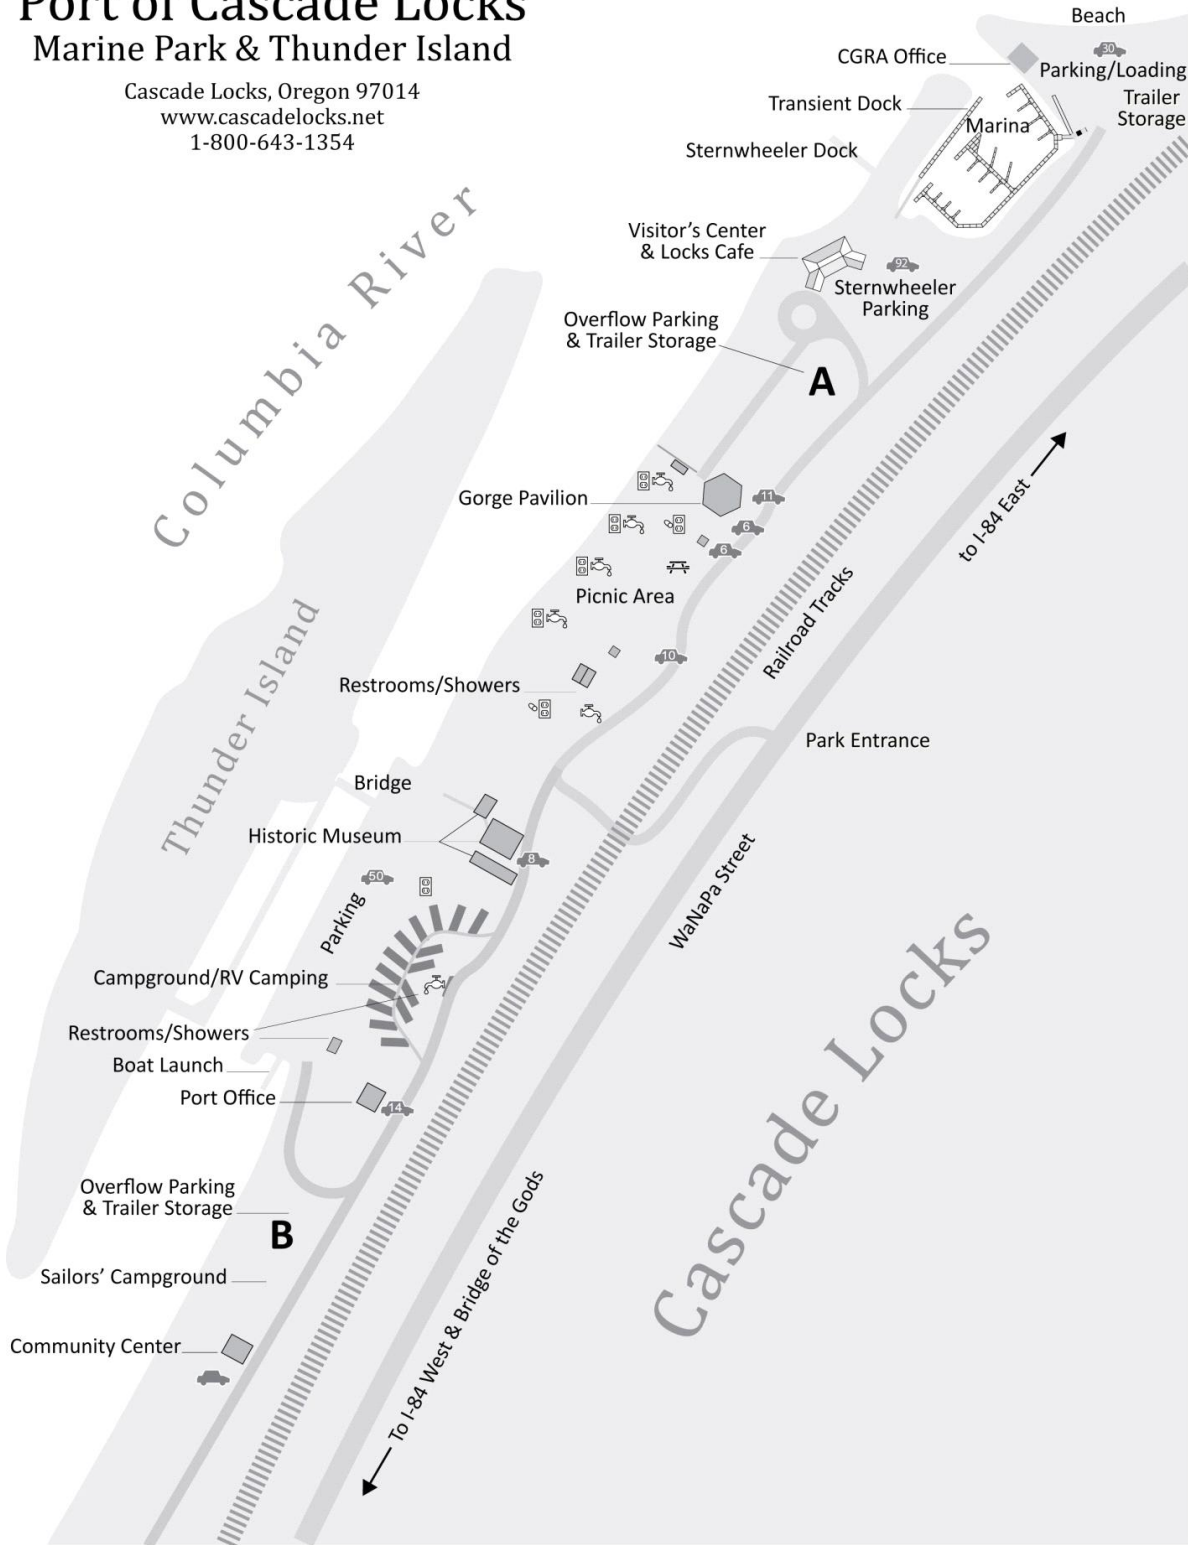 Port of Cascade Locks
Marine Park & Thunder Island
Cascade Locks, Oregon 97014
www.cascadelocks.net
1-800-643-1354
Beach
CGRA Office
30
Parking/Loading
Trailer
Storage
Transient Dock
Marina
Sternwheeler Dock
Visitor's Center
& Locks Cafe
92
Sternwheeler
Parking
Columbia River
Overflow Parking
& Trailer Storage
A
Gorge Pavilion
11
6
6
to I-84 East
Picnic Area
Railroad Tracks
10
Restrooms/Showers
Thunder Island
Park Entrance
Bridge
Historic Museum
8
50
Parking
WaNaPa Street
Campground/RV Camping
Restrooms/Showers
Boat Launch
Port Office
14
Cascade Locks
Overflow Parking
& Trailer Storage
B
Sailors' Campground
Community Center
To I-84 West & Bridge of the Gods